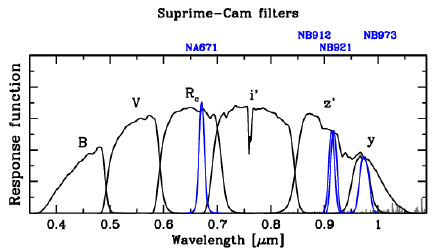 Suprime-Cam filters
NB912 NB973
NA671 NB921
B V R_c i' z' y
Response function
0.4 0.5 0.6 0.7 0.8 0.9 1
Wavelength [μm]